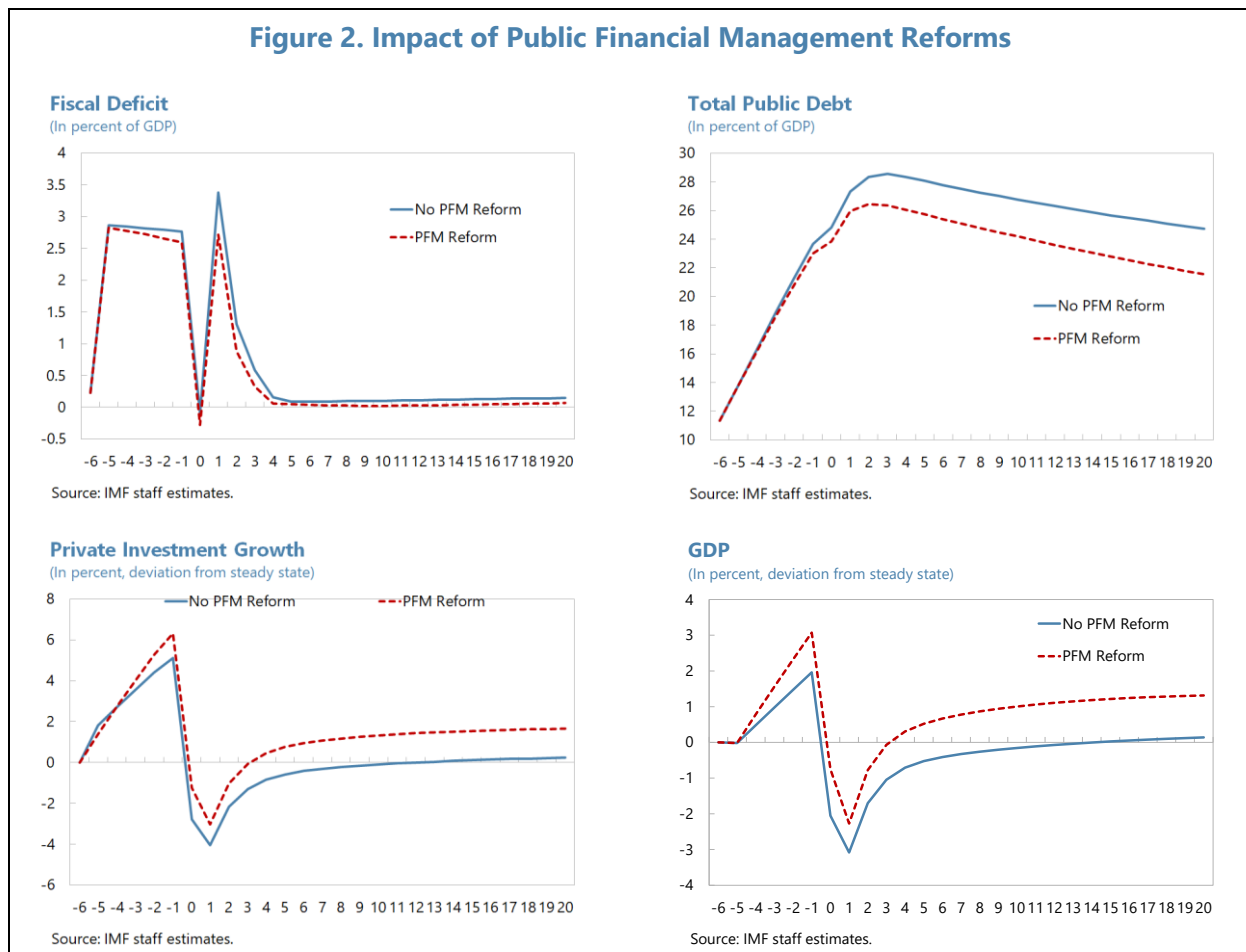 Figure 2. Impact of Public Financial Management Reforms
Fiscal Deficit
(In percent of GDP)
4
3.5
3
2.5
2
1.5
1
0.5
0
-0.5
No PFM Reform
PFM Reform
-6 -5 -4 -3 -2 -1 0 1 2 3 4 5 6 7 8 9 10 11 12 13 14 15 16 17 18 19 20
Source: IMF staff estimates.
Total Public Debt
(In percent of GDP)
30
28
26
24
22
20
18
16
14
12
10
No PFM Reform
PFM Reform
-6 -5 -4 -3 -2 -1 0 1 2 3 4 5 6 7 8 9 10 11 12 13 14 15 16 17 18 19 20
Source: IMF staff estimates.
Private Investment Growth
(In percent, deviation from steady state)
8
6
4
2
0
-2
-4
-6
No PFM Reform PFM Reform
-6 -5 -4 -3 -2 -1 0 1 2 3 4 5 6 7 8 9 10 11 12 13 14 15 16 17 18 19 20
Source: IMF staff estimates.
GDP
(In percent, deviation from steady state)
4
3
2
1
0
-1
-2
-3
-4
No PFM Reform
PFM Reform
-6 -5 -4 -3 -2 -1 0 1 2 3 4 5 6 7 8 9 10 11 12 13 14 15 16 17 18 19 20
Source: IMF staff estimates.